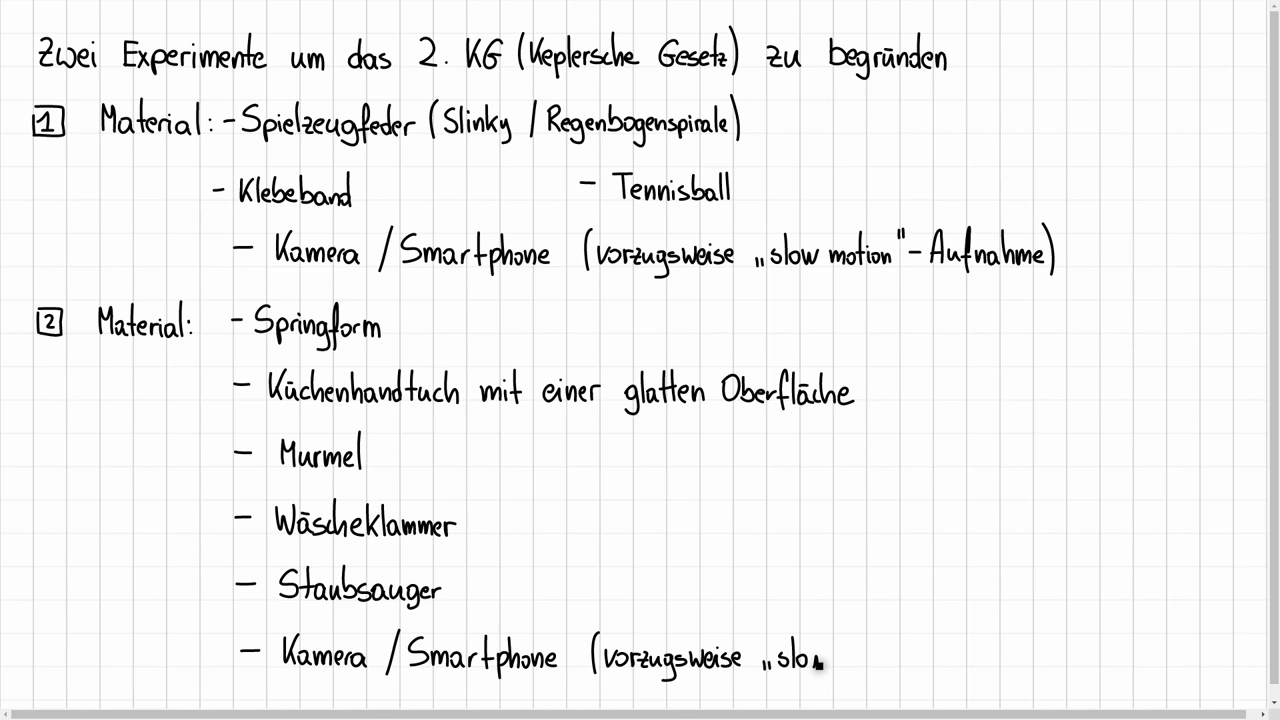 Zwei Experimente um das 2. KG (Keplersche Gesetz) zu begründen
1 Material: - Spielzeugfeder (Slinky / Regenbogenspirale)
- Klebeband - Tennisball
- Kamera / Smartphone (vorzugsweise „slow motion"- Aufnahme)
2 Material: - Springform
- Küchenhandtuch mit einer glatten Oberfläche
- Murmel
- Wäscheklammer
- Staubsauger
- Kamera / Smartphone (vorzugsweise „slo